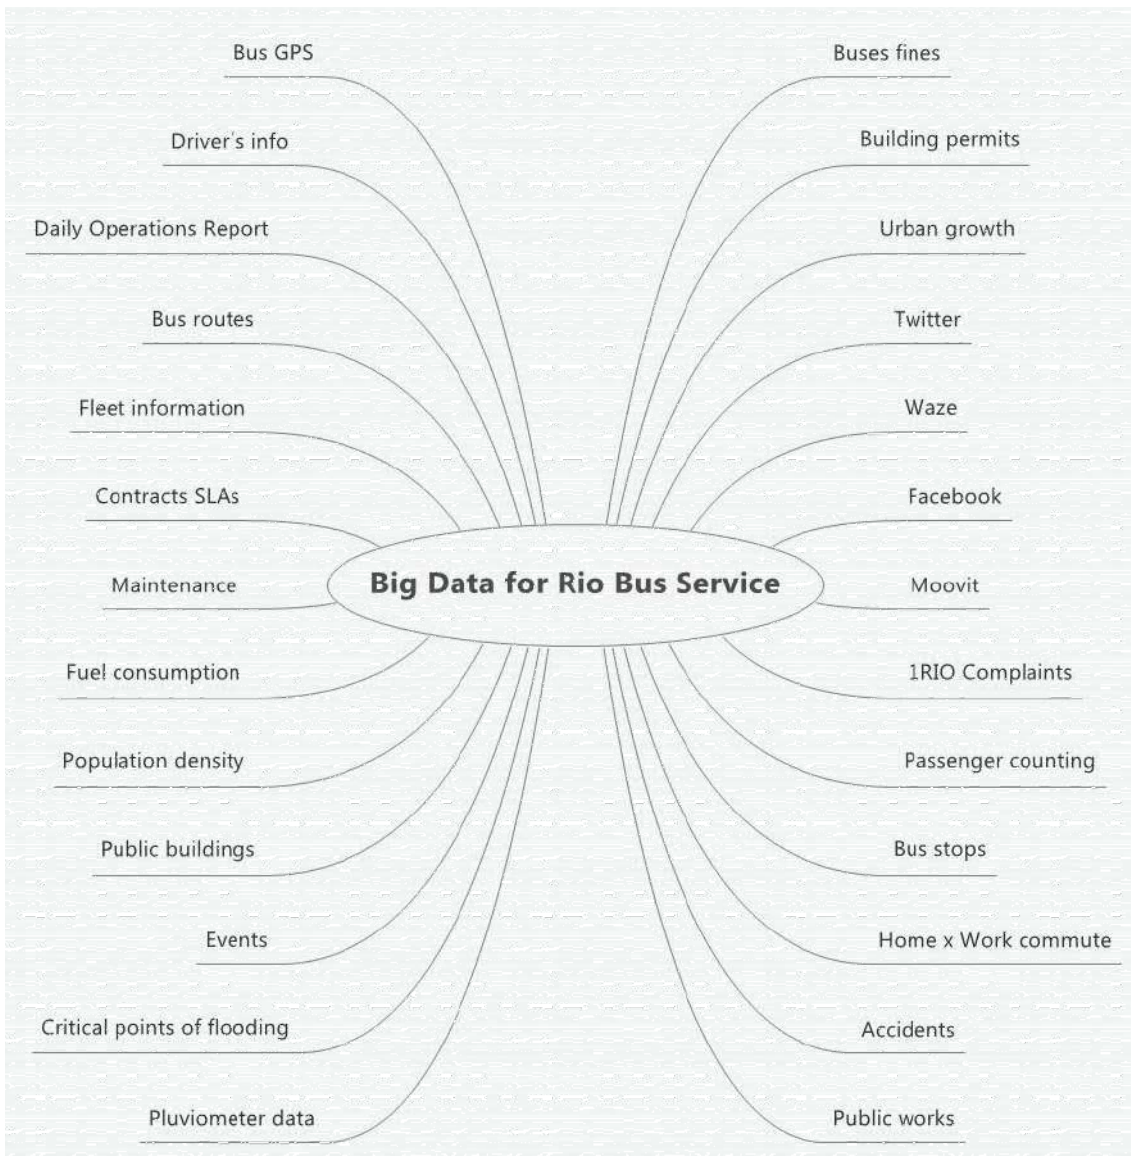 Bus GPS
Driver's info
Daily Operations Report
Bus routes
Fleet information
Contracts SLAs
Maintenance
Fuel consumption
Population density
Public buildings
Events
Critical points of flooding
Pluviometer data
Big Data for Rio Bus Service
Buses fines
Building permits
Urban growth
Twitter
Waze
Facebook
Moovit
1RIO Complaints
Passenger counting
Bus stops
Home x Work commute
Accidents
Public works